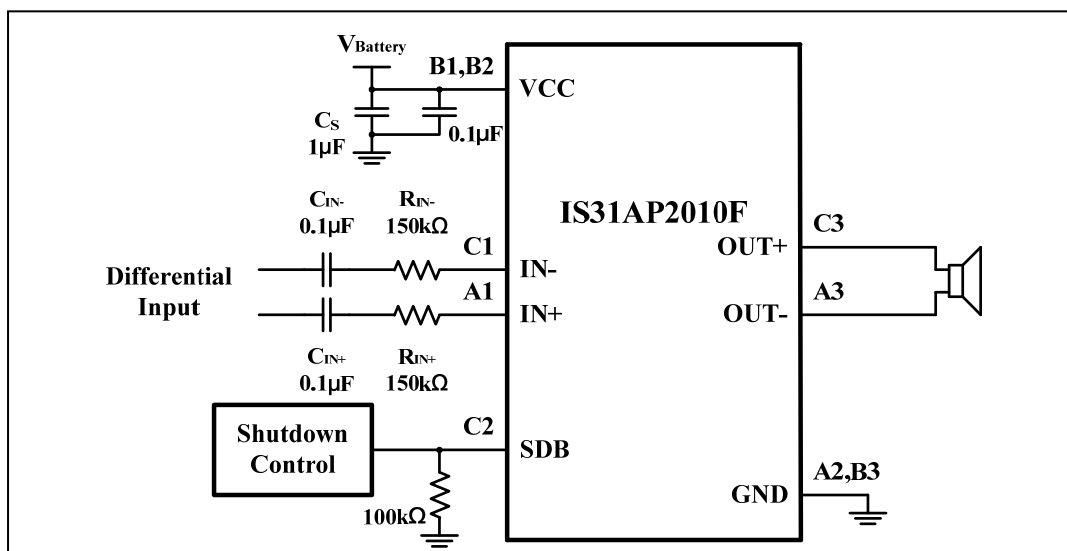 VBattery
B1,B2
VCC
CS
1μF
0.1μF
IS31AP2010F
CIN-
0.1μF
RIN-
150kΩ
C1
IN-
Differential
Input
A1
IN+
CIN+
0.1μF
RIN+
150kΩ
C3
OUT+
A3
OUT-
Shutdown
Control
C2
SDB
100kΩ
A2,B3
GND